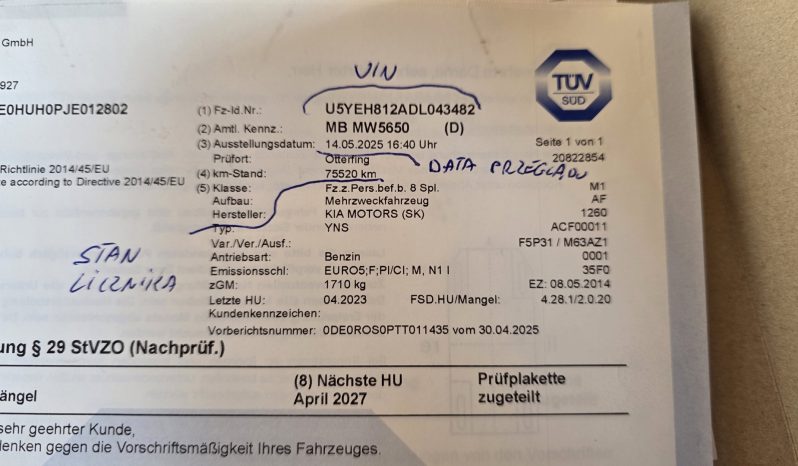 GmbH
927
VIN
TÜV
SÜD
E0HUH0PJE012802
(1) Fz-Id.Nr.: U5YEH812ADL043482
(2) Amtl. Kennz.: MB MW5650 (D)
(3) Ausstellungsdatum: 14.05.2025 16:40 Uhr Seite 1 von 1
Prüfort: Otterfing 20822854
DATA PRZEGLĄDU
Richtlinie 2014/45/EU
(4) km-Stand: 75520 km
te according to Directive 2014/45/EU
(5) Klasse: Fz.z.Pers.bef.b. 8 Spl. M1
Aufbau: Mehrzweckfahrzeug AF
Hersteller: KIA MOTORS (SK) 1260
Typ: YNS ACF00011
Var./Ver./Ausf.: F5P31 / M63AZ1
STAN
LICZNIKA
Antriebsart: Benzin 0001
Emissionsschl: EURO5;F;PI/CI; M, N1 I 35F0
zGM: 1710 kg EZ: 08.05.2014
Letzte HU: 04.2023 FSD.HU/Mangel: 4.28.1/2.0.20
Kundenkennzeichen:
Vorberichtsnummer: 0DE0ROS0PTT011435 vom 30.04.2025
ung § 29 StVZO (Nachprüf.)
(8) Nächste HU Prüfplakette
ängel April 2027 zugeteilt
sehr geehrter Kunde,
denken gegen die Vorschriftsmäßigkeit Ihres Fahrzeuges.